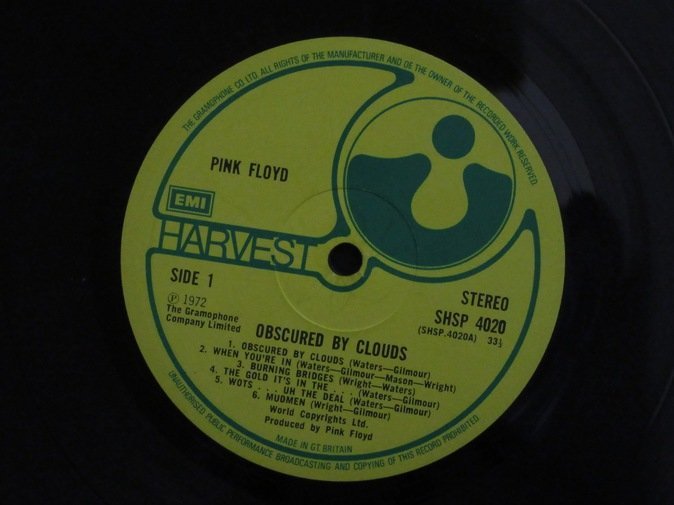 THE GRAMOPHONE CO LTD. ALL RIGHTS OF THE MANUFACTURER AND OF THE OWNER OF THE RECORDED WORK RESERVED.
PINK FLOYD
EMI
HARVEST
SIDE 1
STEREO
Ⓟ 1972
SHSP 4020
The Gramophone
(SHSP.4020A) 33⅓
Company Limited
OBSCURED BY CLOUDS
1. OBSCURED BY CLOUDS (Waters—Gilmour)
2. WHEN YOU'RE IN (Waters—Gilmour—Mason—Wright)
3. BURNING BRIDGES (Wright—Waters)
4. THE GOLD IT'S IN THE . . . (Waters—Gilmour)
5. WOTS . . . UH THE DEAL (Waters—Gilmour)
6. MUDMEN (Wright—Gilmour)
World Copyrights Ltd.
Produced by Pink Floyd
MADE IN GT. BRITAIN
UNAUTHORISED PUBLIC PERFORMANCE BROADCASTING AND COPYING OF THIS RECORD PROHIBITED